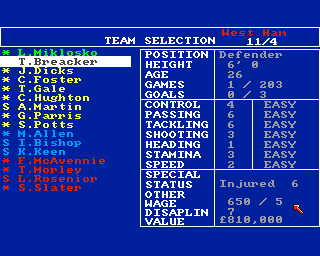 West Ham
TEAM SELECTION 11/4
* L.Miklosko
T.Breacker
* J.Dicks
* C.Foster
* T.Gale
* C.Hughton
S A.Martin
* G.Parris
* S.Potts
* M.Allen
S I.Bishop
* K.Keen
* F.McAvennie
* T.Morley
S L.Rosenior
* S.Slater
POSITION Defender
HEIGHT 6' 0
AGE 26
GAMES 1 / 203
GOALS 0 / 3
CONTROL 4 EASY
PASSING 6 EASY
TACKLING 6 EASY
SHOOTING 3 EASY
HEADING 1 EASY
STAMINA 3 EASY
SPEED 2 EASY
SPECIAL
STATUS Injured 6
OTHER
WAGE 650 / 5
DISAPLIN 7
VALUE £810,000